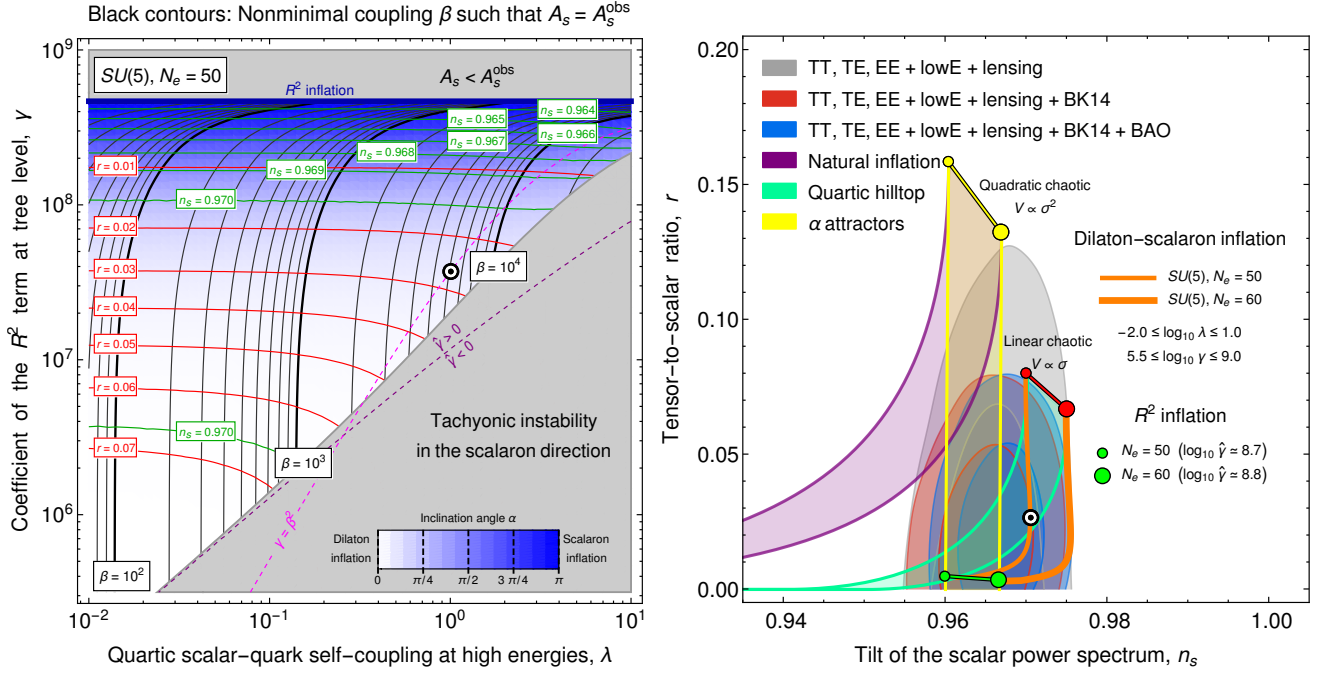 Black contours: Nonminimal coupling β such that A_s = A_s^obs
SU(5), N_e = 50
A_s < A_s^obs
R² inflation
n_s = 0.964
n_s = 0.965
n_s = 0.966
n_s = 0.967
n_s = 0.968
n_s = 0.969
n_s = 0.970
r = 0.01
r = 0.02
r = 0.03
r = 0.04
r = 0.05
r = 0.06
r = 0.07
n_s = 0.970
β = 10⁴
β = 10³
β = 10²
γ̂ > 0
γ̂ < 0
γ = β²
Tachyonic instability
in the scalaron direction
Inclination angle α
Dilaton
inflation
Scalaron
inflation
0 π/4 π/2 3π/4 π
10⁹
10⁸
10⁷
10⁶
10⁻² 10⁻¹ 10⁰ 10¹
Coefficient of the R² term at tree level, γ
Quartic scalar-quark self-coupling at high energies, λ
TT, TE, EE + lowE + lensing
TT, TE, EE + lowE + lensing + BK14
TT, TE, EE + lowE + lensing + BK14 + BAO
Natural inflation
Quartic hilltop
α attractors
Quadratic chaotic
V ∝ σ²
Dilaton-scalaron inflation
SU(5), N_e = 50
SU(5), N_e = 60
-2.0 ≤ log₁₀ λ ≤ 1.0
5.5 ≤ log₁₀ γ ≤ 9.0
Linear chaotic
V ∝ σ
R² inflation
N_e = 50 (log₁₀ γ̂ ≃ 8.7)
N_e = 60 (log₁₀ γ̂ ≃ 8.8)
0.20
0.15
0.10
0.05
0.00
0.94 0.96 0.98 1.00
Tensor-to-scalar ratio, r
Tilt of the scalar power spectrum, n_s